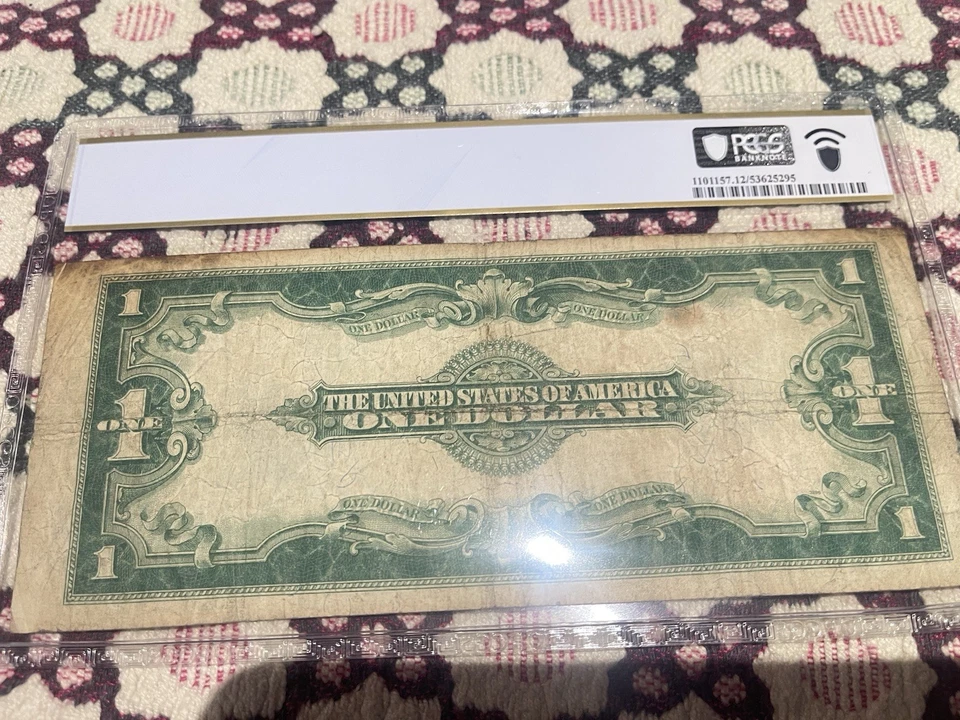 PCGS
BANKNOTE
1101157.12/53625295
1 1
ONE DOLLAR ONE DOLLAR
1 1
THE UNITED STATES OF AMERICA
ONE ONE
ONE DOLLAR
ONE DOLLAR ONE DOLLAR
1 1